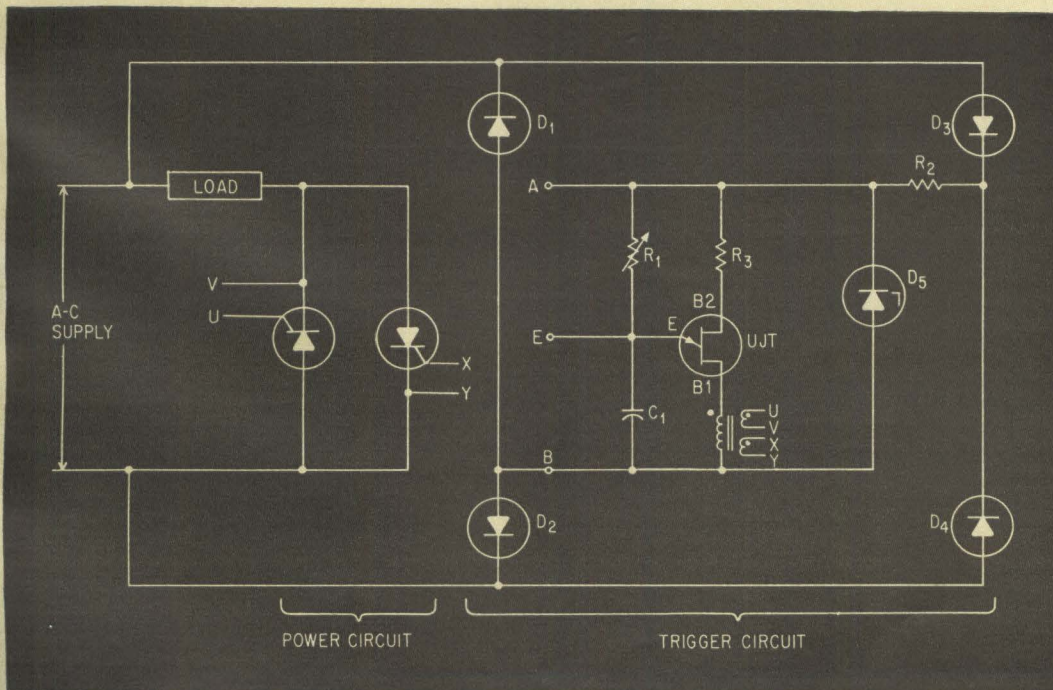 D1
D3
R2
LOAD
A
V
R1
R3
D5
A-C
SUPPLY
U
B2
E
E
UJT
X
Y
B1
C1
U
V
X
Y
B
D2
D4
POWER CIRCUIT
TRIGGER CIRCUIT